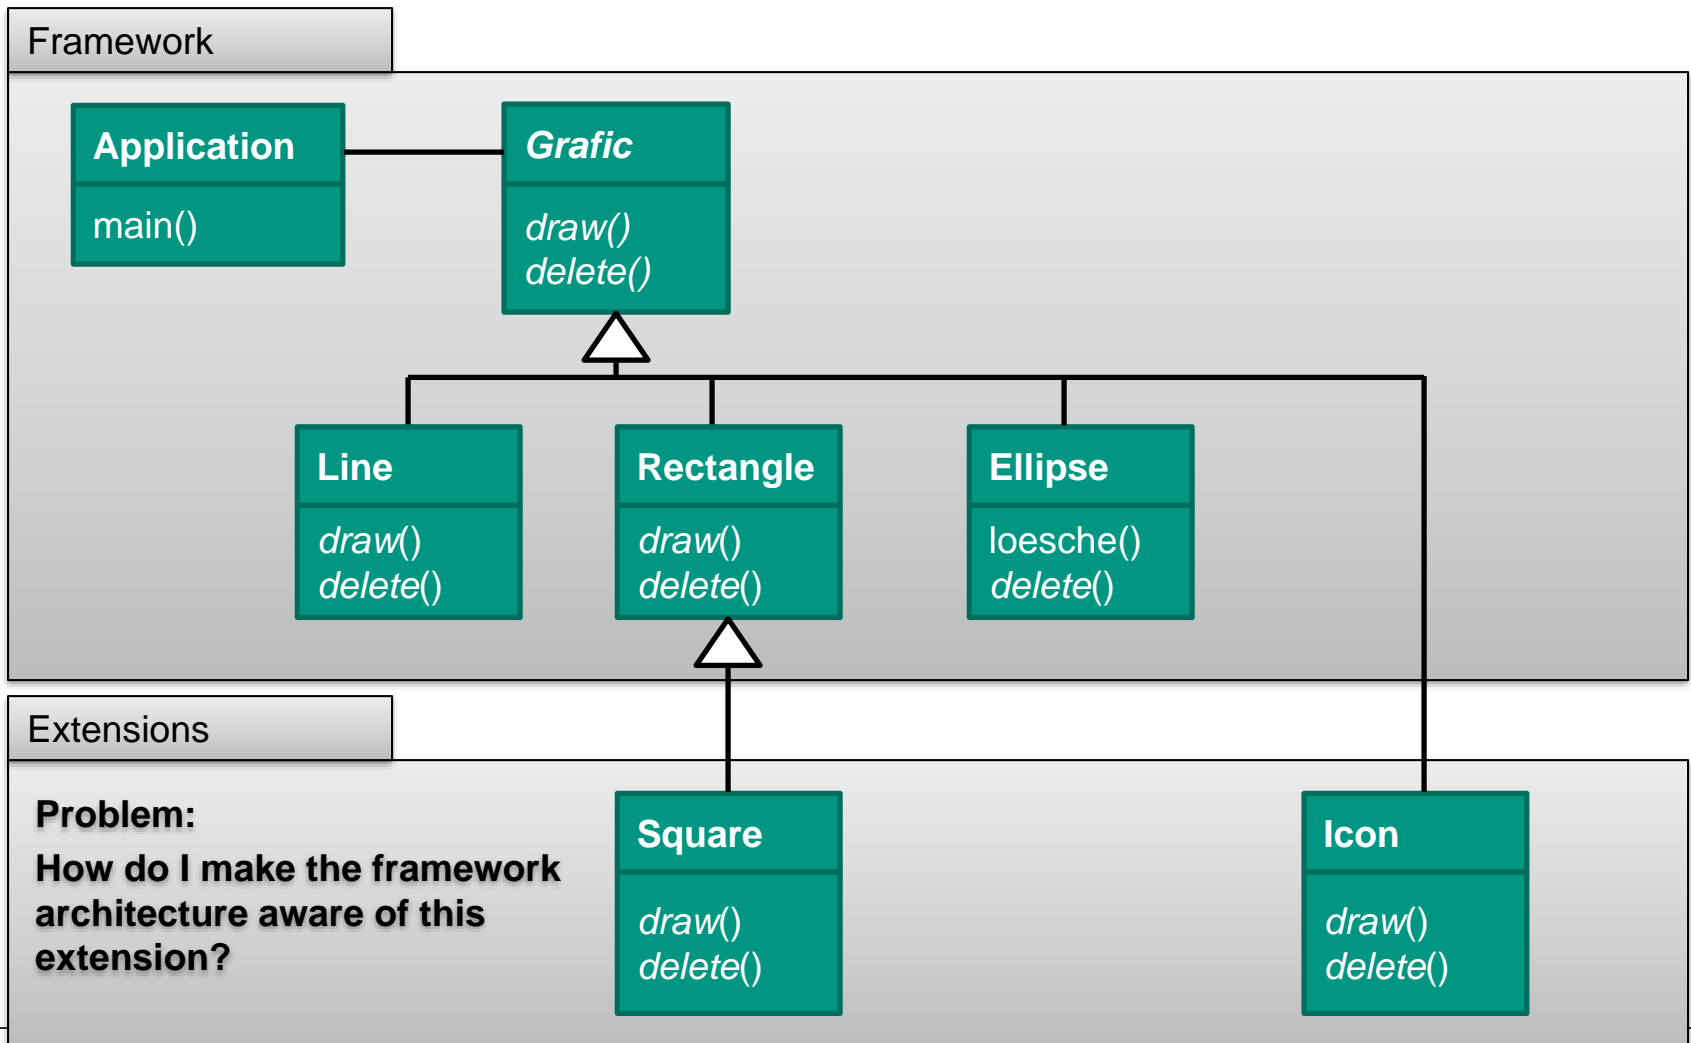 Framework
Application
main()
Grafic
draw()
delete()
Line
draw()
delete()
Rectangle
draw()
delete()
Ellipse
loesche()
delete()
Extensions
Problem:
How do I make the framework
architecture aware of this
extension?
Square
draw()
delete()
Icon
draw()
delete()